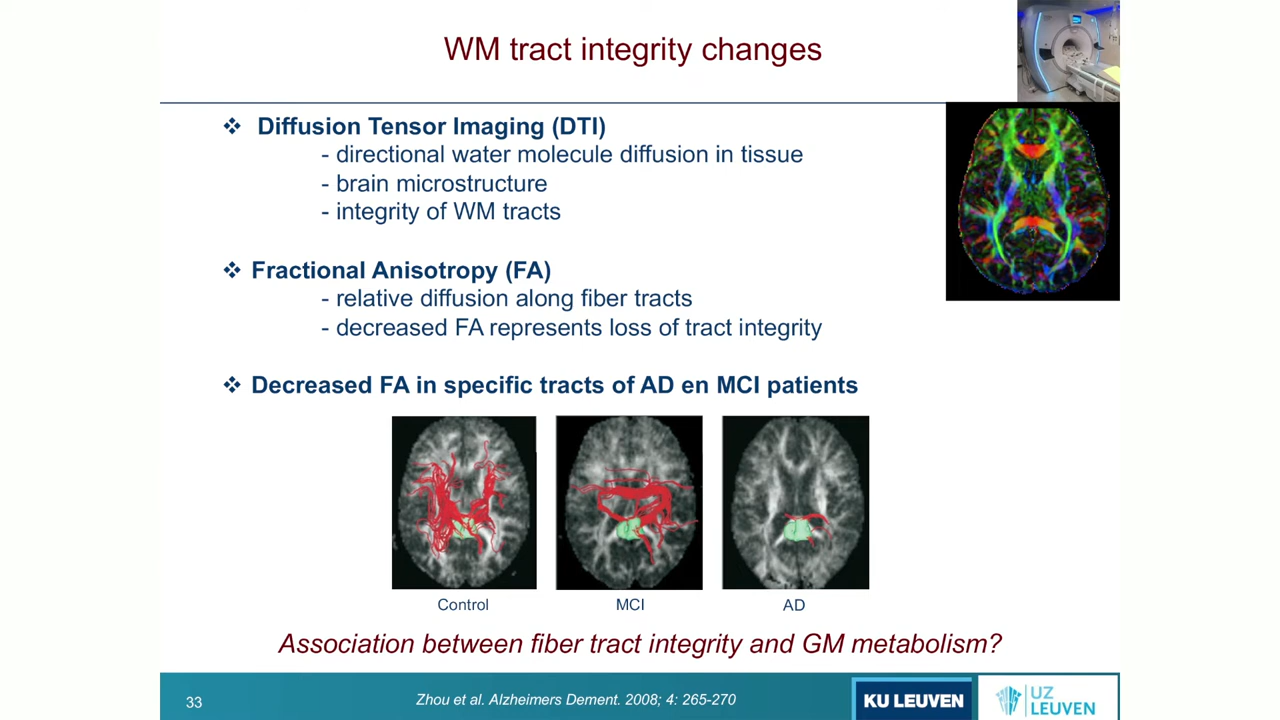 WM tract integrity changes
❖ Diffusion Tensor Imaging (DTI)
- directional water molecule diffusion in tissue
- brain microstructure
- integrity of WM tracts
❖ Fractional Anisotropy (FA)
- relative diffusion along fiber tracts
- decreased FA represents loss of tract integrity
❖ Decreased FA in specific tracts of AD en MCI patients
Control MCI AD
Association between fiber tract integrity and GM metabolism?
33
Zhou et al. Alzheimers Dement. 2008; 4: 265-270
KU LEUVEN
UZ
LEUVEN